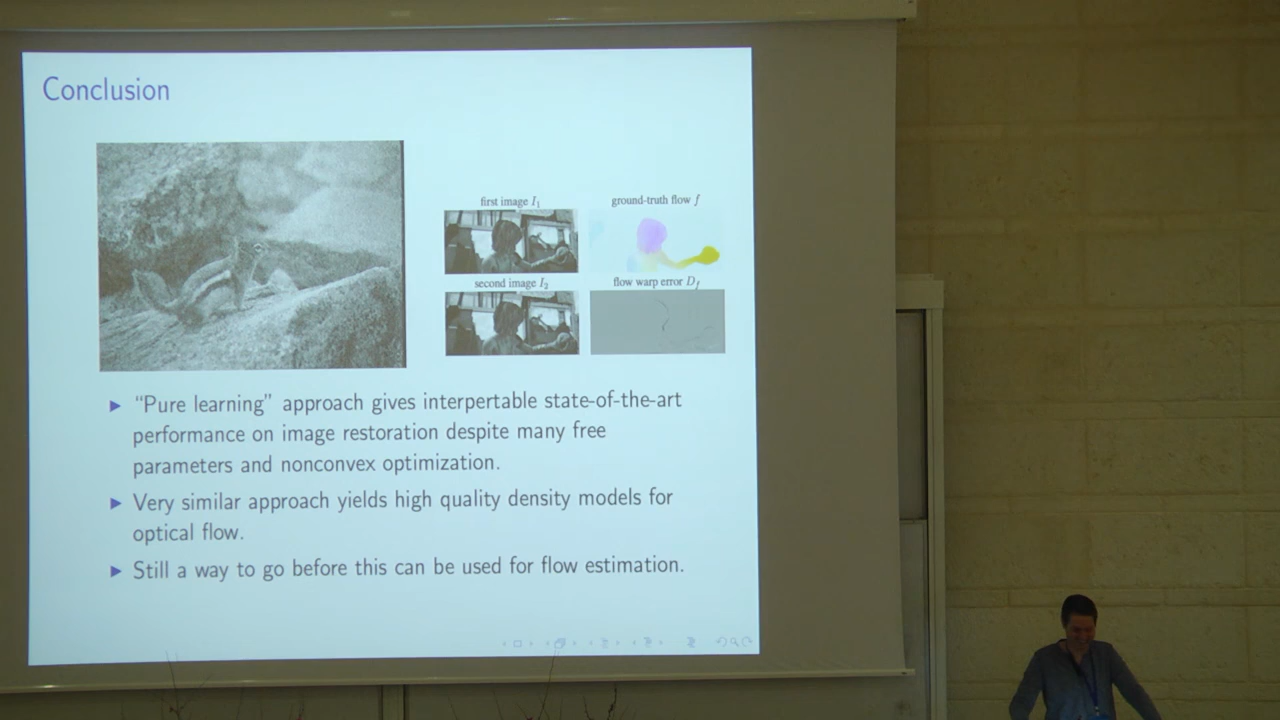 Conclusion
first image I1
ground-truth flow f
second image I2
flow warp error Df
"Pure learning" approach gives interpertable state-of-the-art
performance on image restoration despite many free
parameters and nonconvex optimization.
Very similar approach yields high quality density models for
optical flow.
Still a way to go before this can be used for flow estimation.